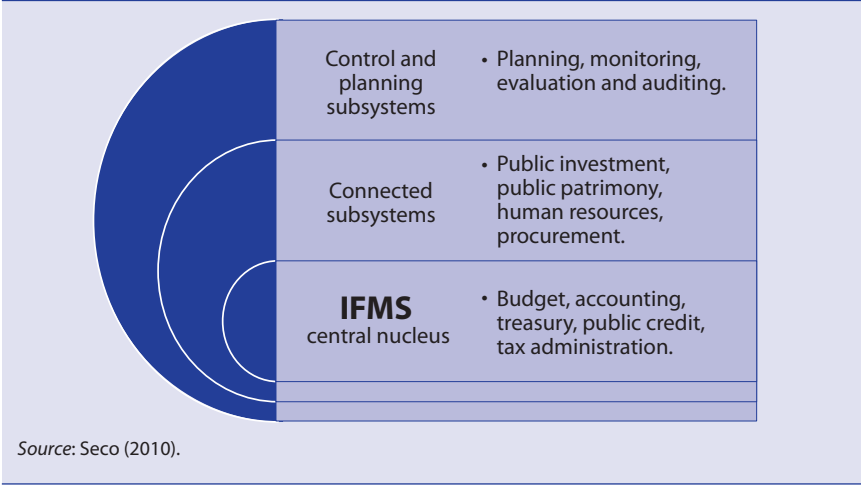 Control and
planning
subsystems
• Planning, monitoring,
evaluation and auditing.
Connected
subsystems
• Public investment,
public patrimony,
human resources,
procurement.
IFMS
central nucleus
• Budget, accounting,
treasury, public credit,
tax administration.
Source: Seco (2010).